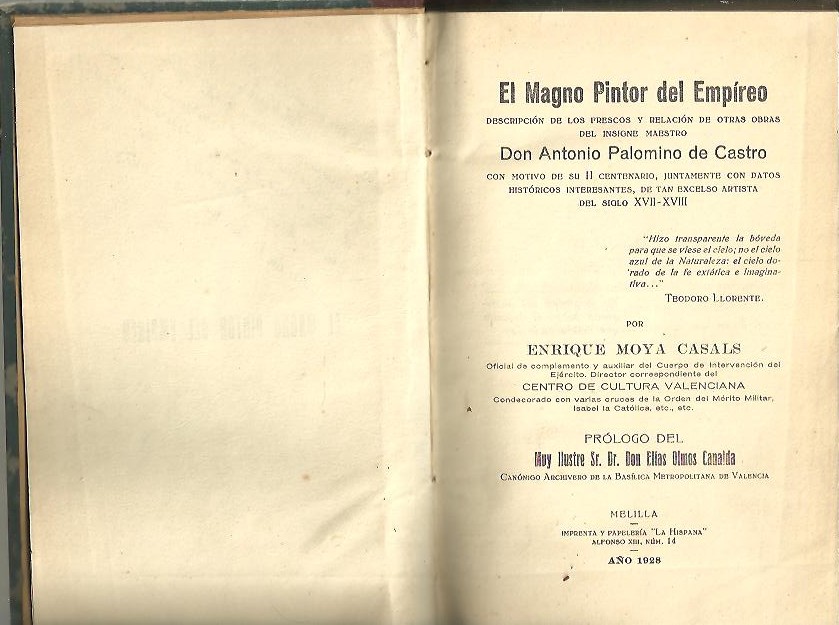 El Magno Pintor del Empíreo
DESCRIPCIÓN DE LOS FRESCOS Y RELACIÓN DE OTRAS OBRAS
DEL INSIGNE MAESTRO
Don Antonio Palomino de Castro
CON MOTIVO DE SU II CENTENARIO, JUNTAMENTE CON DATOS
HISTÓRICOS INTERESANTES, DE TAN EXCELSO ARTISTA
DEL SIGLO XVII-XVIII
"Hizo transparente la bóveda
para que se viese el cielo; no el cielo
azul de la Naturaleza: el cielo do-
rado de la fe extática e imagina-
tiva..."
TEODORO LLORENTE.
POR
ENRIQUE MOYA CASALS
Oficial de complemento y auxiliar del Cuerpo de Intervención del
Ejército. Director correspondiente del
CENTRO DE CULTURA VALENCIANA
Condecorado con varias cruces de la Orden del Mérito Militar,
Isabel la Católica, etc., etc.
PRÓLOGO DEL
Muy Ilustre Sr. Dr. Don Elías Olmos Canalda
CANÓNIGO ARCHIVERO DE LA BASÍLICA METROPOLITANA DE VALENCIA
MELILLA
IMPRENTA Y PAPELERÍA "LA HISPANA"
ALFONSO XIII, NÚM. 14
AÑO 1928